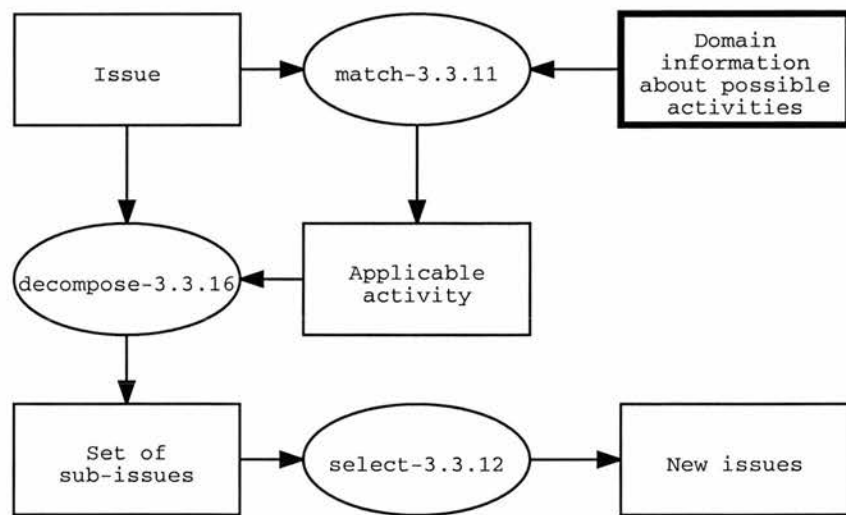 Issue
match-3.3.11
Domain
information
about possible
activities
decompose-3.3.16
Applicable
activity
Set of
sub-issues
select-3.3.12
New issues